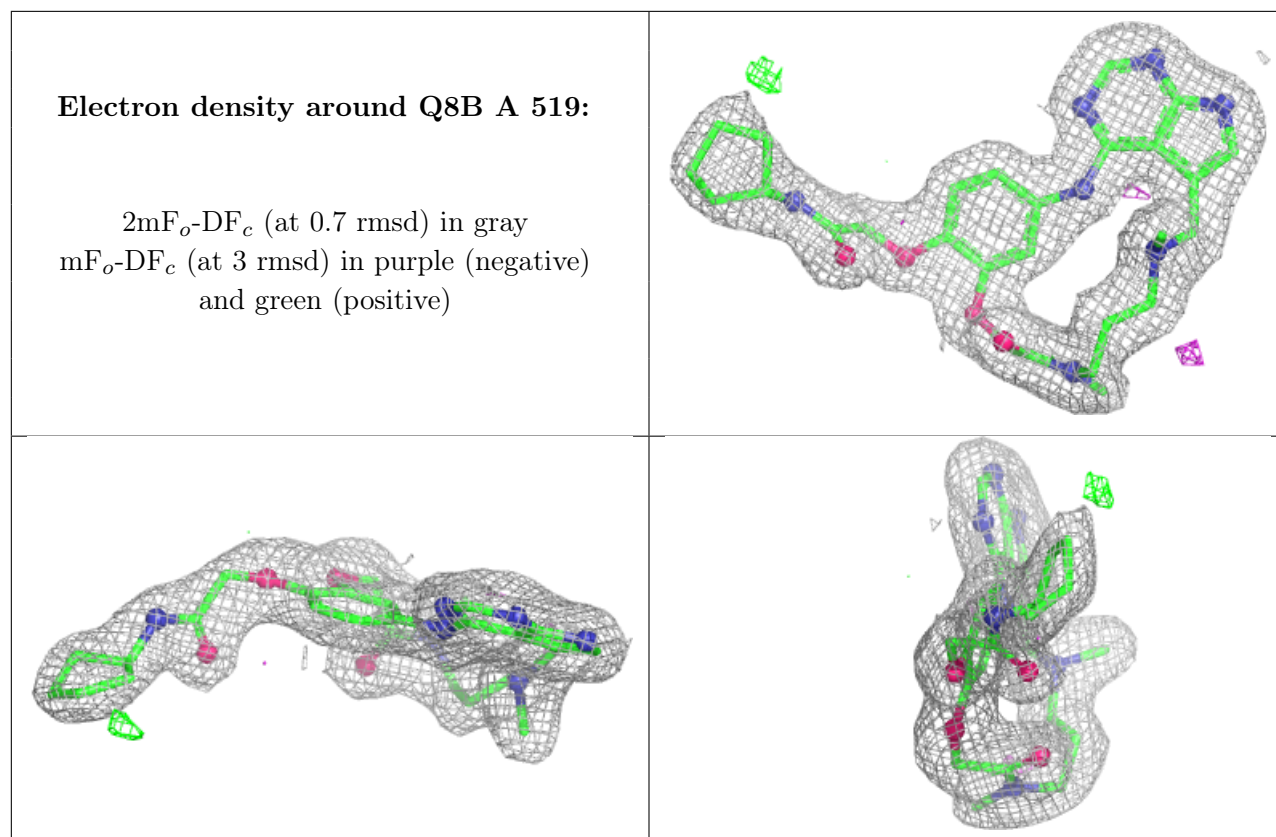 Electron density around Q8B A 519:
2mFo-DFc (at 0.7 rmsd) in gray
mFo-DFc (at 3 rmsd) in purple (negative)
and green (positive)